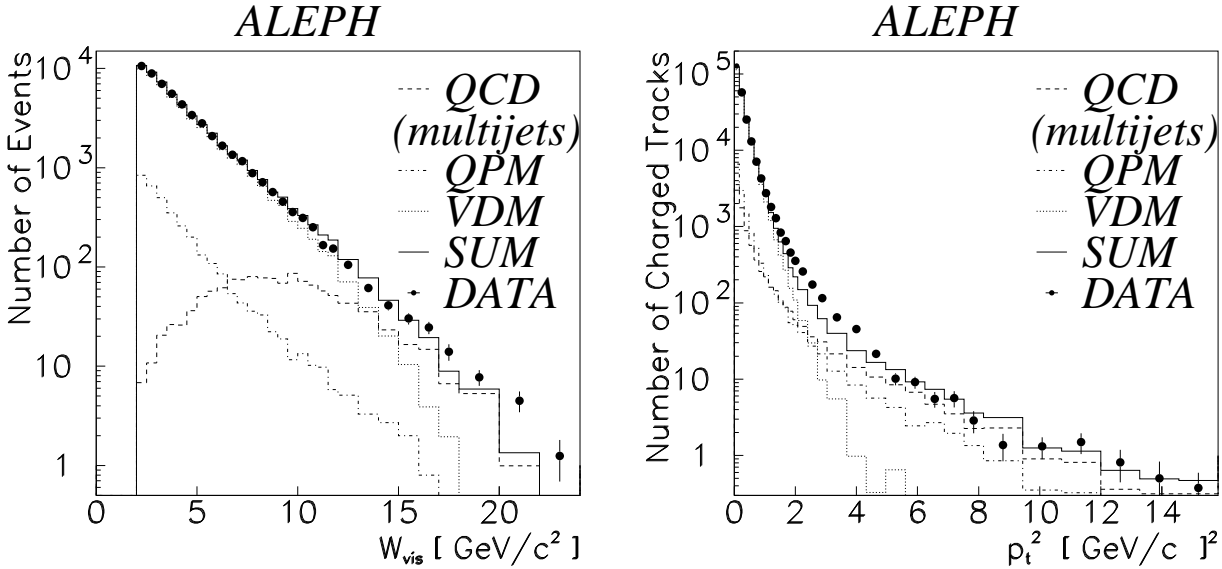 ALEPH
Number of Events
10^4
10^3
10^2
10
1
QCD
(multijets)
QPM
VDM
SUM
DATA
0 5 10 15 20
W_vis [ GeV/c^2 ]
ALEPH
Number of Charged Tracks
10^5
10^4
10^3
10^2
10
1
QCD
(multijets)
QPM
VDM
SUM
DATA
0 2 4 6 8 10 12 14
p_t^2 [ GeV/c ]^2